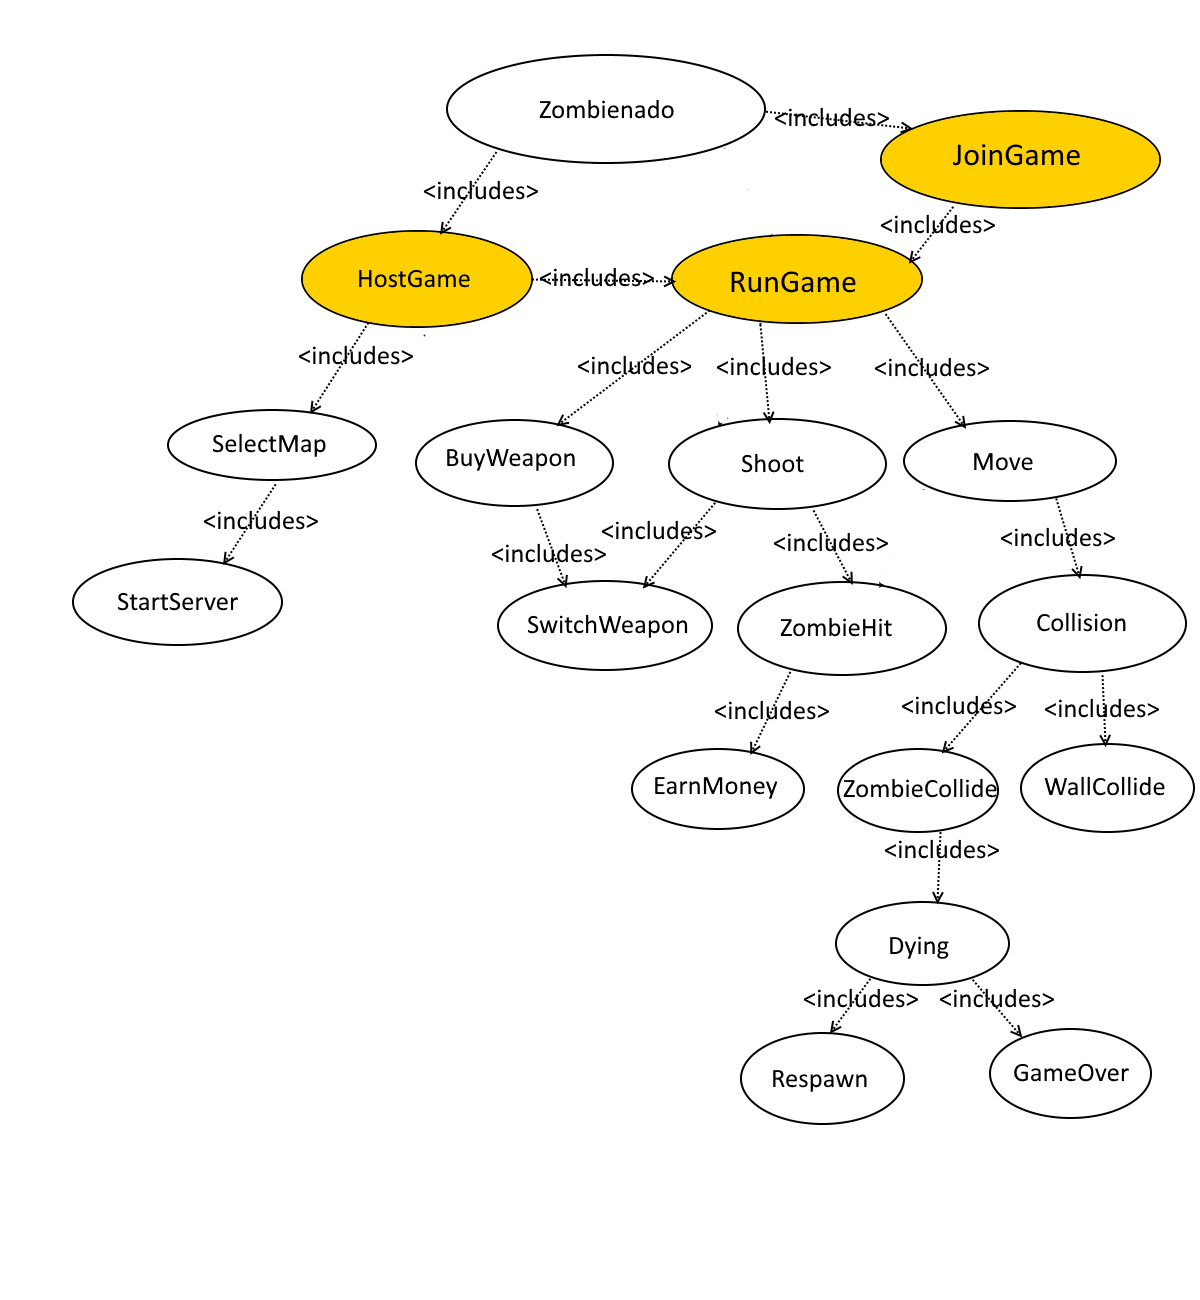 Zombienado
<includes>
JoinGame
<includes>
<includes>
HostGame
<includes>
RunGame
<includes>
<includes>
<includes>
<includes>
SelectMap
BuyWeapon
Shoot
Move
<includes>
<includes>
<includes>
<includes>
<includes>
StartServer
SwitchWeapon
ZombieHit
Collision
<includes>
<includes>
<includes>
EarnMoney
ZombieCollide
WallCollide
<includes>
Dying
<includes>
<includes>
Respawn
GameOver